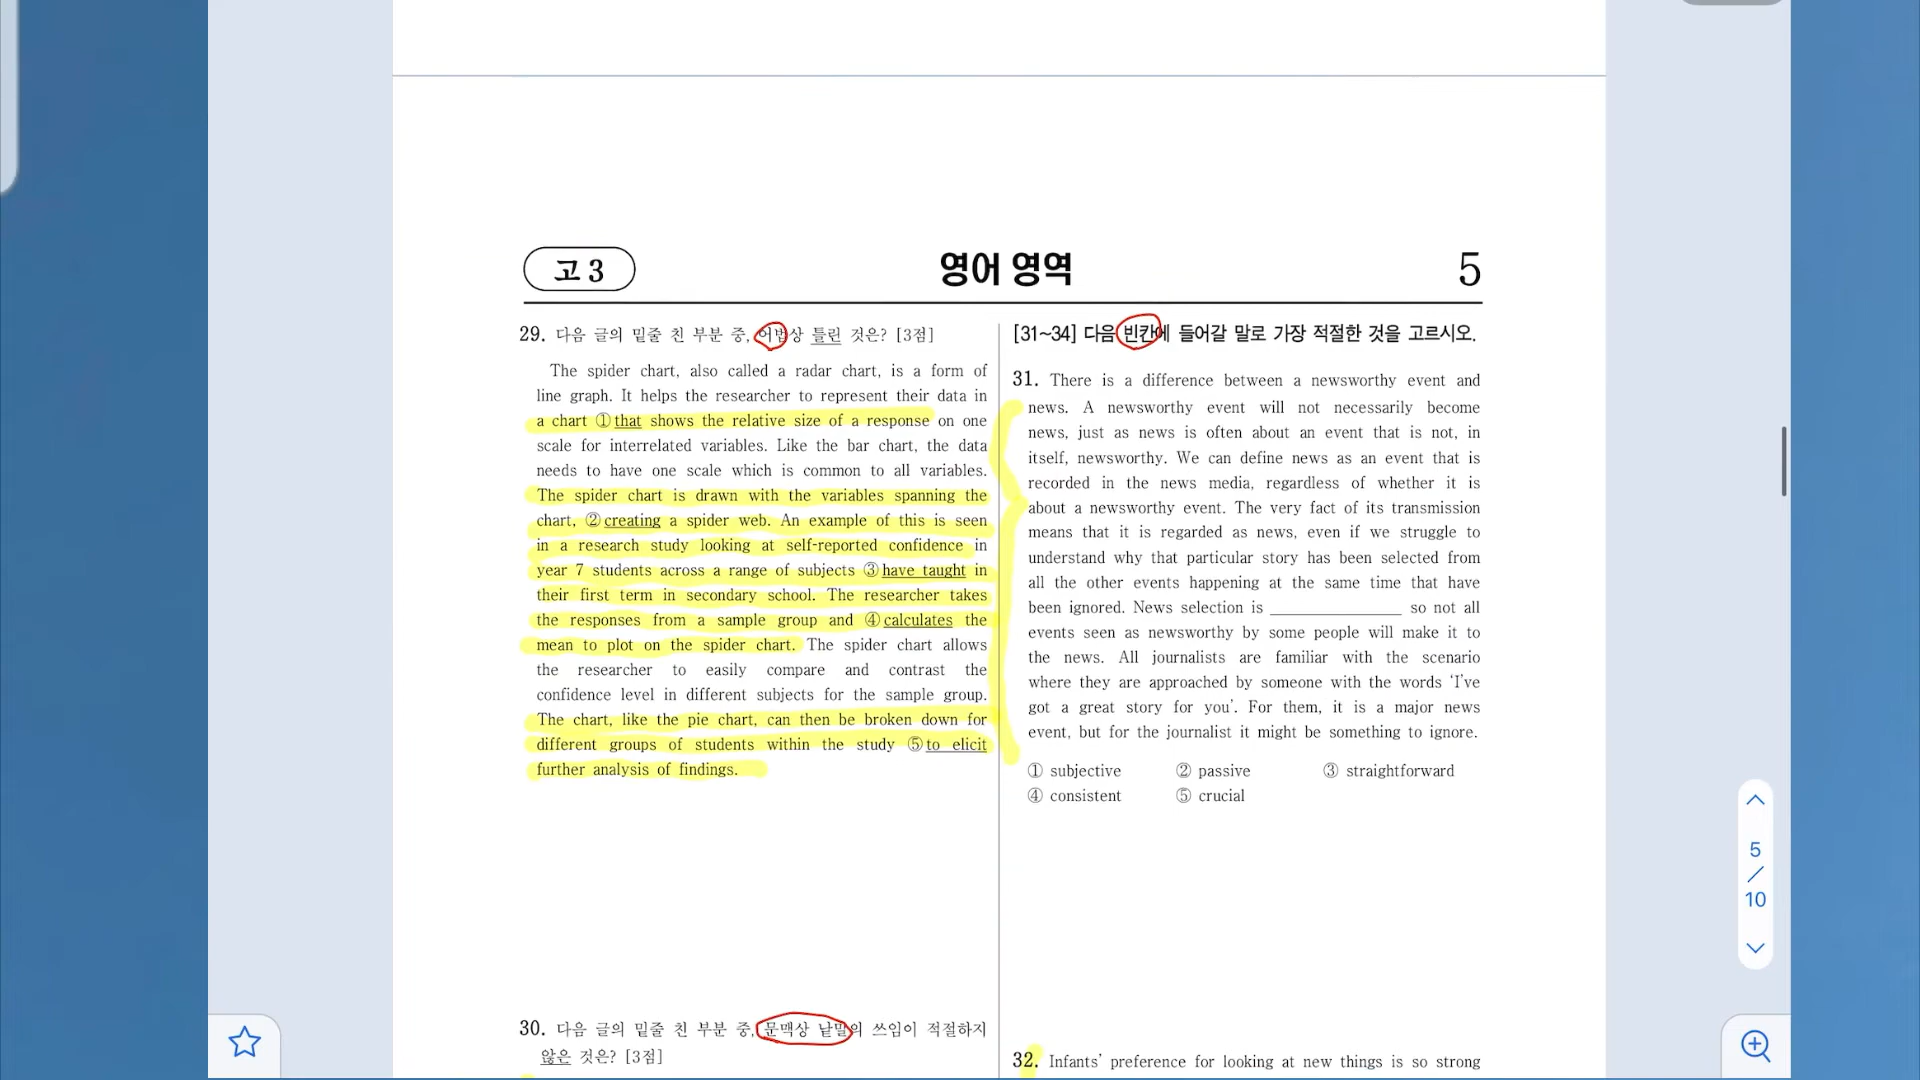 고 3
영어 영역
5
29. 다음 글의 밑줄 친 부분 중, 어법상 틀린 것은? [3점]
The spider chart, also called a radar chart, is a form of
line graph. It helps the researcher to represent their data in
a chart ① that shows the relative size of a response on one
scale for interrelated variables. Like the bar chart, the data
needs to have one scale which is common to all variables.
The spider chart is drawn with the variables spanning the
chart, ② creating a spider web. An example of this is seen
in a research study looking at self-reported confidence in
year 7 students across a range of subjects ③ have taught in
their first term in secondary school. The researcher takes
the responses from a sample group and ④ calculates the
mean to plot on the spider chart. The spider chart allows
the researcher to easily compare and contrast the
confidence level in different subjects for the sample group.
The chart, like the pie chart, can then be broken down for
different groups of students within the study ⑤ to elicit
further analysis of findings.
30. 다음 글의 밑줄 친 부분 중, 문맥상 낱말의 쓰임이 적절하지
않은 것은? [3점]
[31~34] 다음 빈칸에 들어갈 말로 가장 적절한 것을 고르시오.
31. There is a difference between a newsworthy event and
news. A newsworthy event will not necessarily become
news, just as news is often about an event that is not, in
itself, newsworthy. We can define news as an event that is
recorded in the news media, regardless of whether it is
about a newsworthy event. The very fact of its transmission
means that it is regarded as news, even if we struggle to
understand why that particular story has been selected from
all the other events happening at the same time that have
been ignored. News selection is ______________ so not all
events seen as newsworthy by some people will make it to
the news. All journalists are familiar with the scenario
where they are approached by someone with the words ‘I’ve
got a great story for you’. For them, it is a major news
event, but for the journalist it might be something to ignore.
① subjective ② passive ③ straightforward
④ consistent ⑤ crucial
32. Infants’ preference for looking at new things is so strong
5
/
10